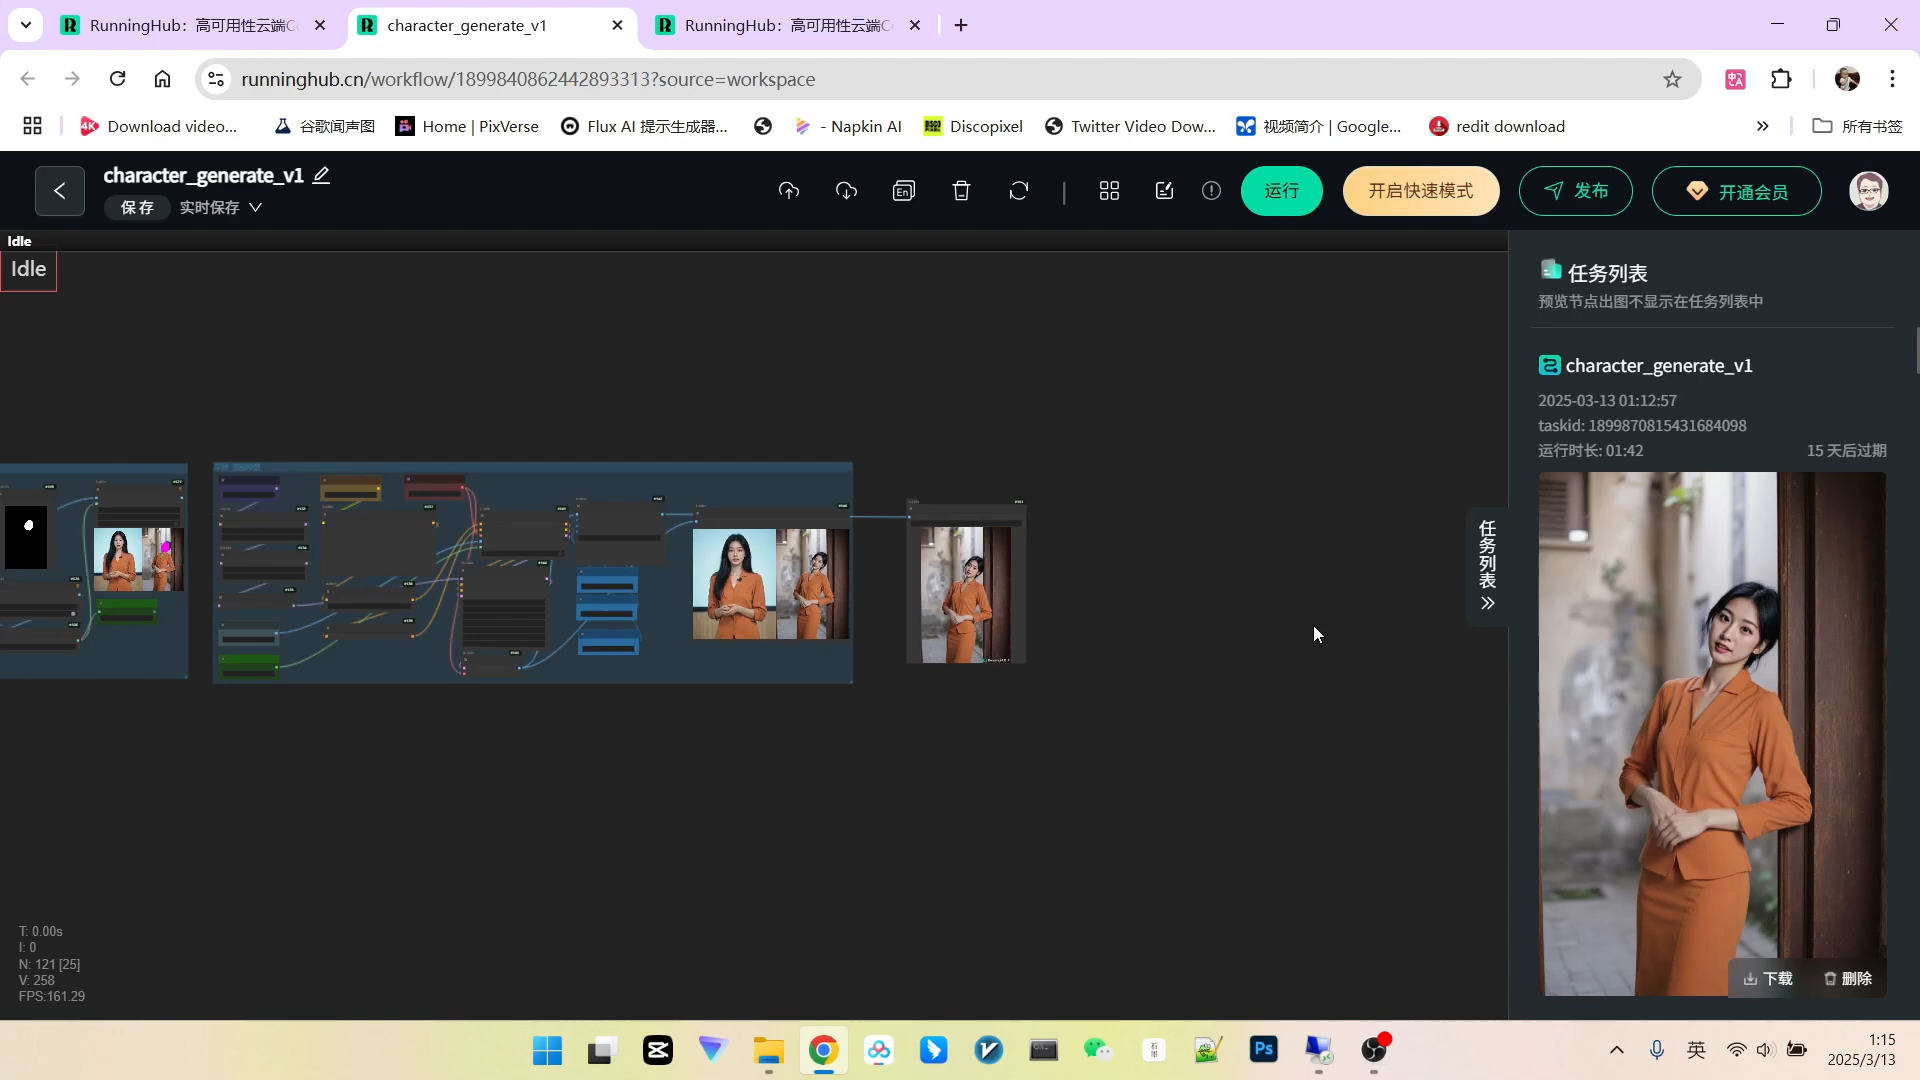 RunningHub：高可用性云端C
character_generate_v1
RunningHub：高可用性云端C
runninghub.cn/workflow/1899840862442893313?source=workspace
Download video...
谷歌闻声图
Home | PixVerse
Flux AI 提示生成器...
- Napkin AI
Discopixel
Twitter Video Dow...
视频简介 | Google...
redit download
所有书签
character_generate_v1
保存
实时保存
En
运行
开启快速模式
发布
开通会员
Idle
Idle
任务列表
预览节点出图不显示在任务列表中
character_generate_v1
2025-03-13 01:12:57
taskid: 1899870815431684098
运行时长: 01:42
15 天后过期
任务列表
下载
删除
T: 0.00s
I: 0
N: 121 [25]
V: 258
FPS:161.29
Ps
英
1:15
2025/3/13